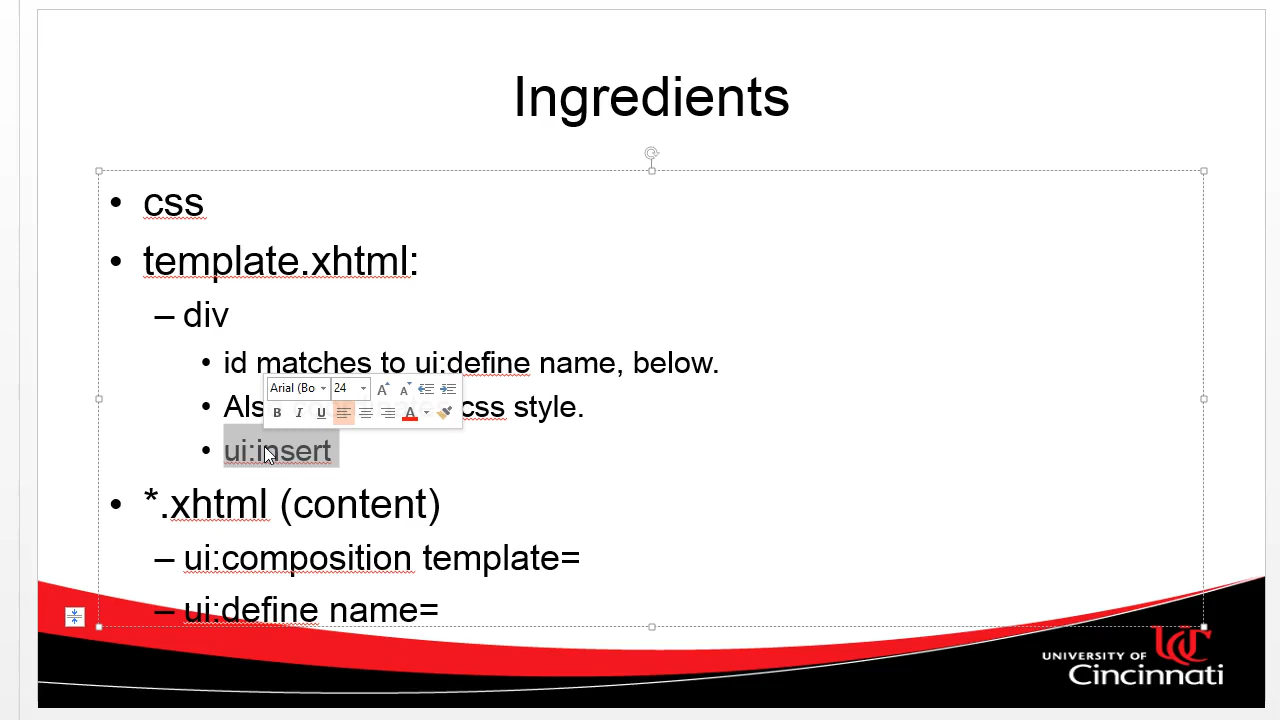 Ingredients
• css
• template.xhtml:
– div
• id matches to ui:define name, below.
Arial (Bo 24
• Als css style.
B I U A
• ui:insert
• *.xhtml (content)
– ui:composition template=
– ui:define name=
UC
UNIVERSITY OF
Cincinnati